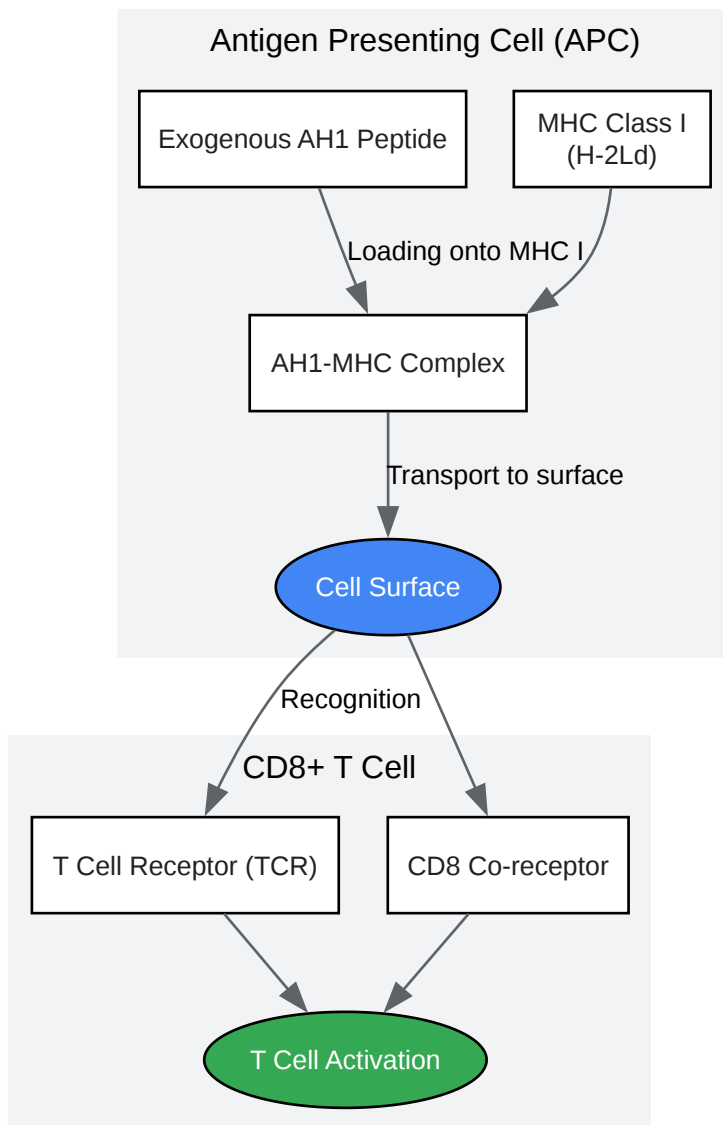 Antigen Presenting Cell (APC)
Exogenous AH1 Peptide
MHC Class I
(H-2Ld)
Loading onto MHC I
AH1-MHC Complex
Transport to surface
Cell Surface
Recognition
CD8+ T Cell
T Cell Receptor (TCR)
CD8 Co-receptor
T Cell Activation